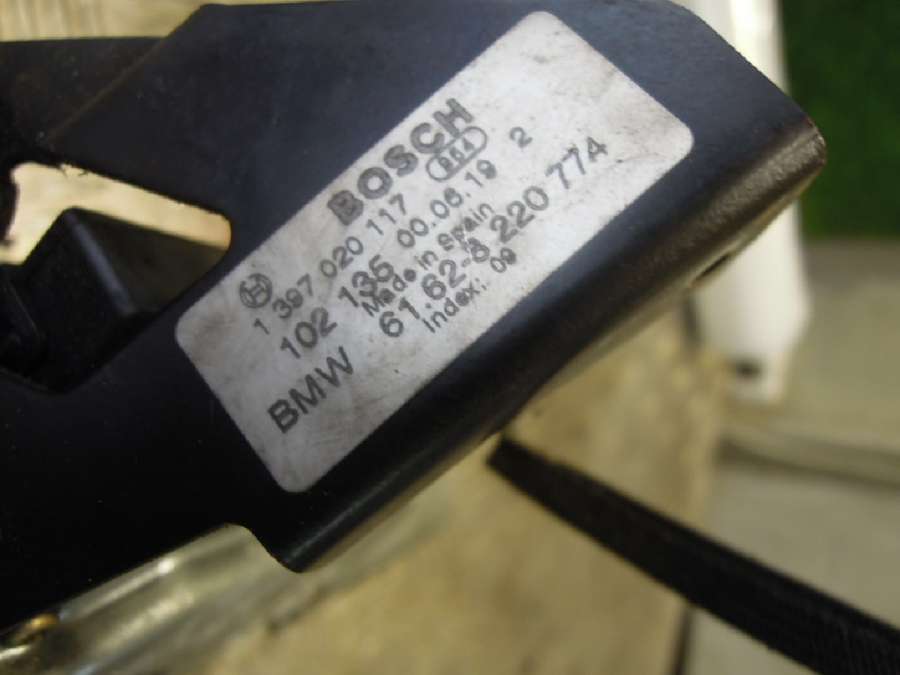 BOSCH
1 397 020 117 864
102 135 00.06.19 2
Made in Spain
BMW 61.62-8 220 774
Index: 09